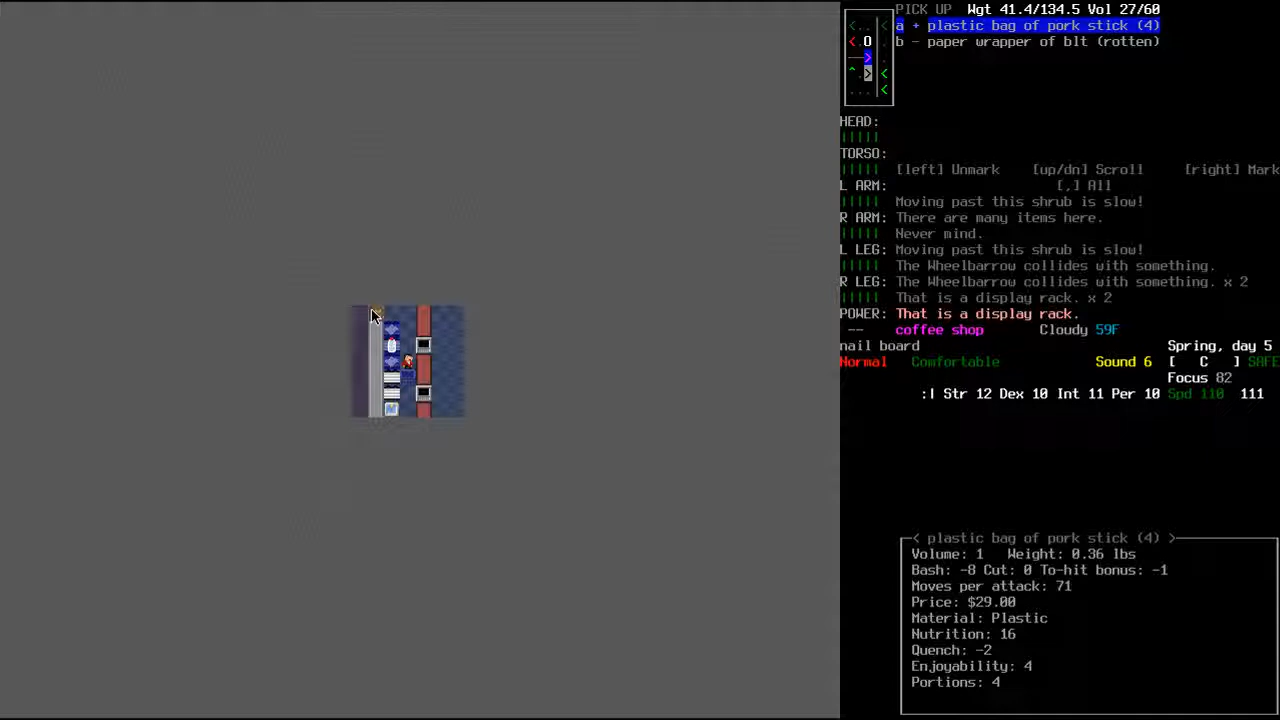 PICK UP Wgt 41.4/134.5 Vol 27/60
a + plastic bag of pork stick (4)
b - paper wrapper of blt (rotten)
HEAD:
|||||
TORSO:
||||| [left] Unmark [up/dn] Scroll [right] Mark
L ARM: [,] All
||||| Moving past this shrub is slow!
R ARM: There are many items here.
||||| Never mind.
L LEG: Moving past this shrub is slow!
||||| The Wheelbarrow collides with something.
R LEG: The Wheelbarrow collides with something. x 2
||||| That is a display rack. x 2
POWER: That is a display rack.
-- coffee shop Cloudy 59F
nail board Spring, day 5
Normal Comfortable Sound 6 [ C ] SAFE
Focus 82
:| Str 12 Dex 10 Int 11 Per 10 Spd 110 111
< plastic bag of pork stick (4) >
Volume: 1 Weight: 0.36 lbs
Bash: -8 Cut: 0 To-hit bonus: -1
Moves per attack: 71
Price: $29.00
Material: Plastic
Nutrition: 16
Quench: -2
Enjoyability: 4
Portions: 4